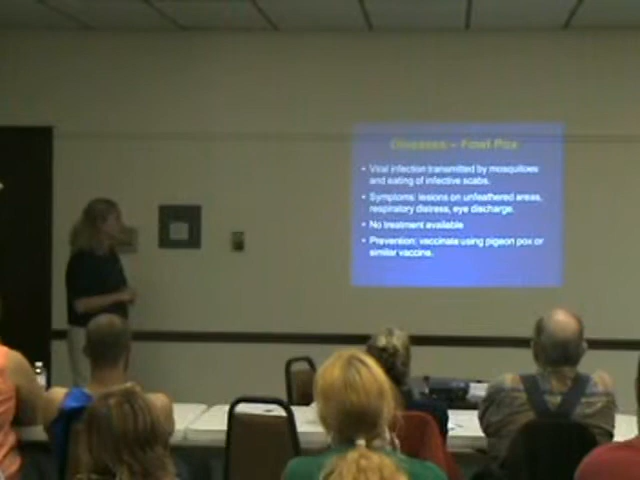 Diseases – Fowl Pox
• Viral infection transmitted by mosquitoes
and eating of infective scabs.
• Symptoms: lesions on unfeathered areas,
respiratory distress, eye discharge.
• No treatment available
• Prevention: vaccinate using pigeon pox or
similar vaccine.